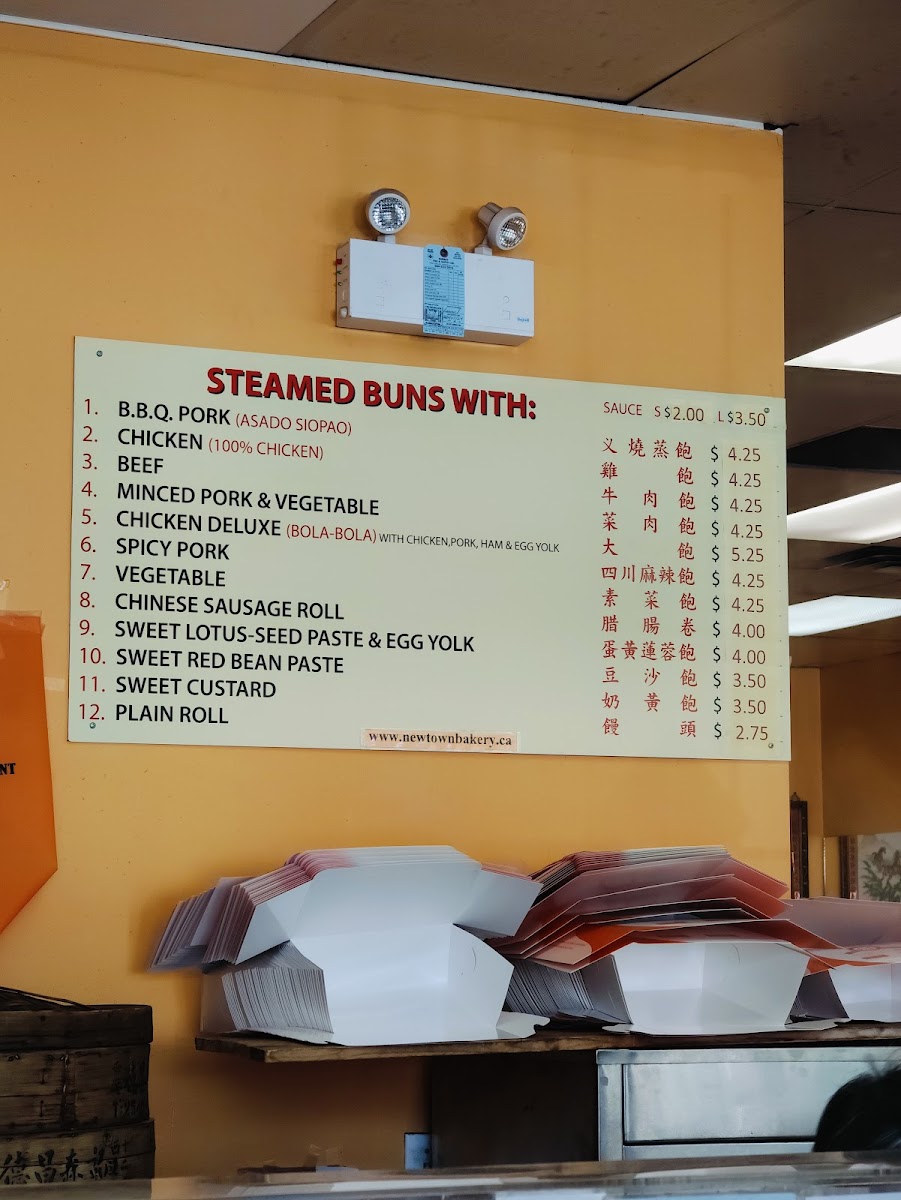 STEAMED BUNS WITH: SAUCE S $2.00 L $3.50
1. B.B.Q. PORK (ASADO SIOPAO) 义燒蒸飽 $ 4.25
2. CHICKEN (100% CHICKEN) 雞飽 $ 4.25
3. BEEF 牛肉飽 $ 4.25
4. MINCED PORK & VEGETABLE 菜肉飽 $ 4.25
5. CHICKEN DELUXE (BOLA-BOLA) WITH CHICKEN,PORK, HAM & EGG YOLK 大飽 $ 5.25
6. SPICY PORK 四川麻辣飽 $ 4.25
7. VEGETABLE 素菜飽 $ 4.25
8. CHINESE SAUSAGE ROLL 腊腸卷 $ 4.00
9. SWEET LOTUS-SEED PASTE & EGG YOLK 蛋黃蓮蓉飽 $ 4.00
10. SWEET RED BEAN PASTE 豆沙飽 $ 3.50
11. SWEET CUSTARD 奶黃飽 $ 3.50
12. PLAIN ROLL 饅頭 $ 2.75
www.newtownbakery.ca
NT
德昌森